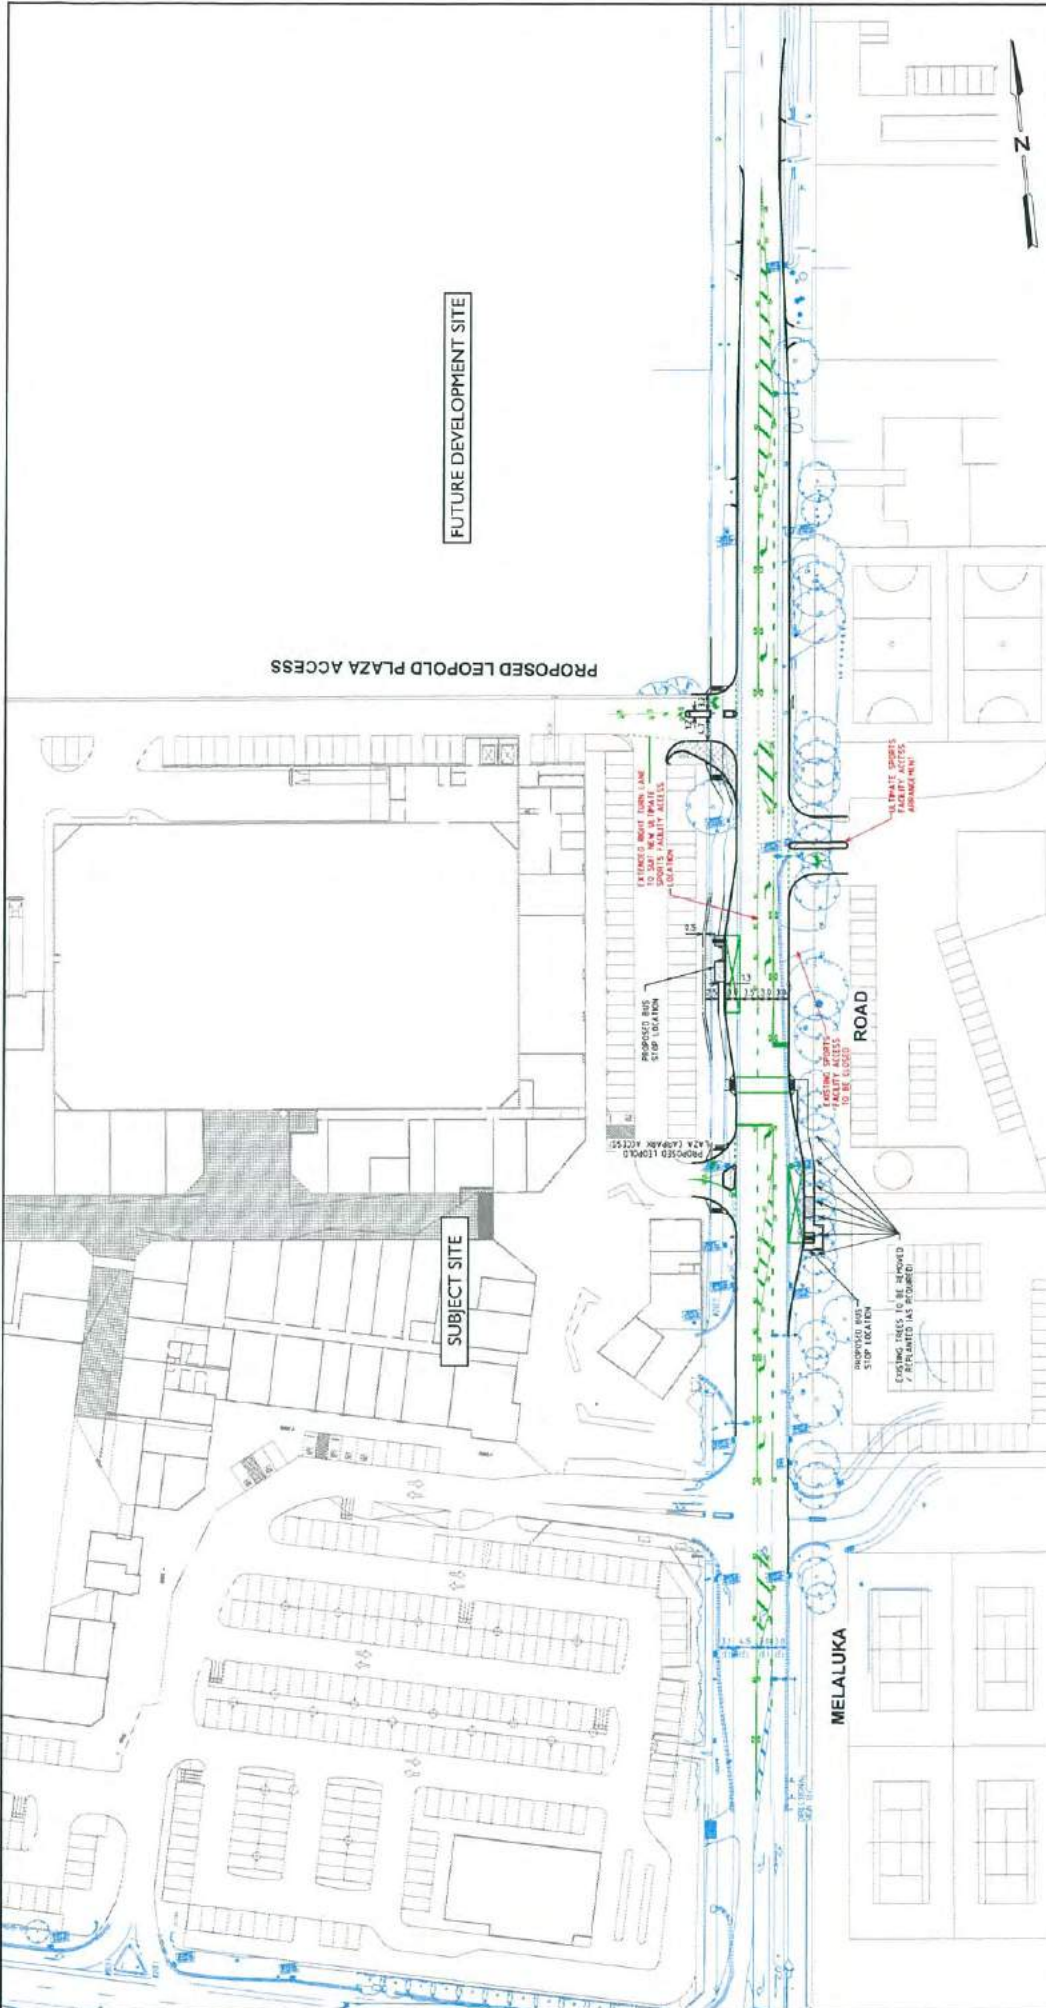 FUTURE DEVELOPMENT SITE
N
PROPOSED LEOPOLD PLAZA ACCESS
EXTENDED RIGHT TURN LANE
TO SUIT NEW ULTIMATE
SPORTS FACILITY ACCESS
LOCATION
ULTIMATE SPORTS
FACILITY ACCESS
ARRANGEMENT
PROPOSED BUS
STOP LOCATION
EXISTING SPORTS
FACILITY ACCESS
TO BE CLOSED
ROAD
PROPOSED LEOPOLD
PLAZA CARPARK ACCESS
SUBJECT SITE
PROPOSED BUS
STOP LOCATION
EXISTING TREES TO BE REMOVED
/ REPLANTED (AS REQUIRED)
MELALUKA